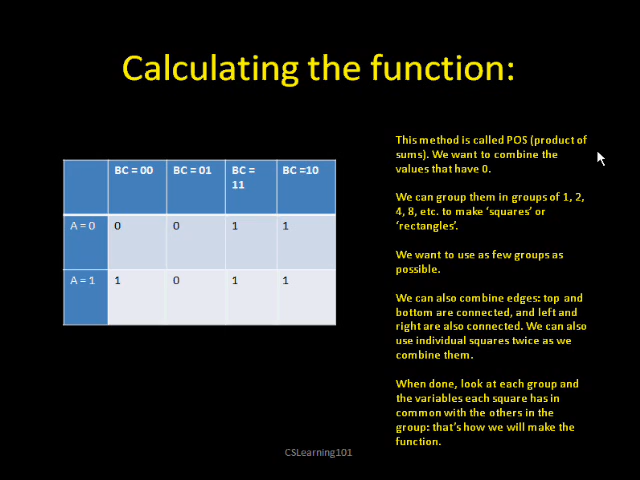 Calculating the function:
BC = 00 BC = 01 BC = 11 BC =10
A = 0 0 0 1 1
A = 1 1 0 1 1
This method is called POS (product of
sums). We want to combine the
values that have 0.
We can group them in groups of 1, 2,
4, 8, etc. to make ‘squares’ or
‘rectangles’.
We want to use as few groups as
possible.
We can also combine edges: top and
bottom are connected, and left and
right are also connected. We can also
use individual squares twice as we
combine them.
When done, look at each group and
the variables each square has in
common with the others in the
group: that’s how we will make the
function.
CSLearning101